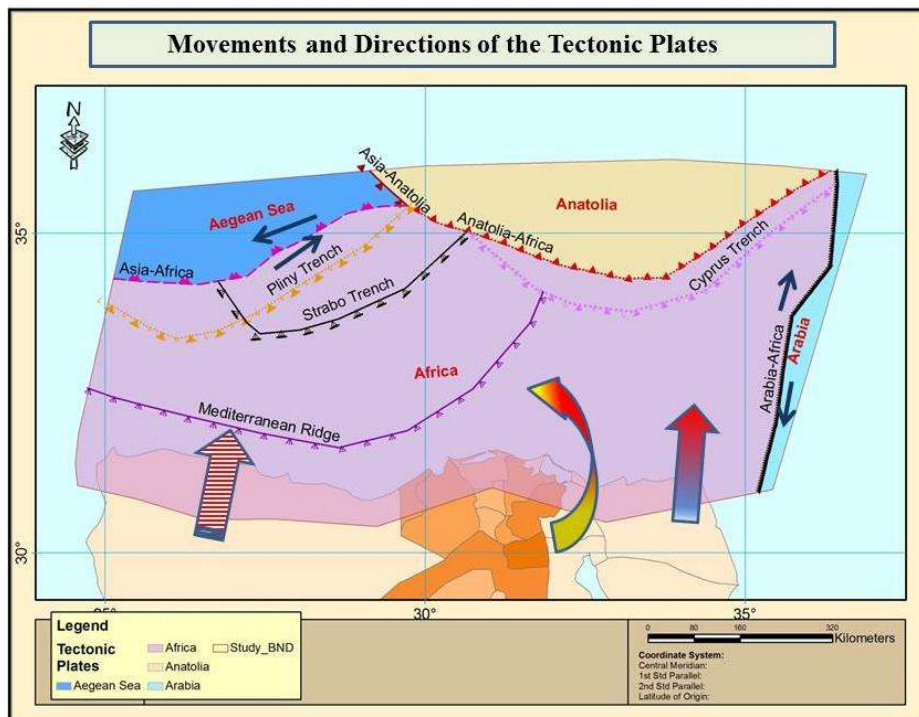 Movements and Directions of the Tectonic Plates
N
Asia-Anatolia
Aegean Sea
Anatolia
35°
Anatolia-Africa
Asia-Africa
Pliny Trench
Cyprus Trench
Strabo Trench
Arabia-Africa
Arabia
Africa
Mediterranean Ridge
30°
30°
35°
Legend
Tectonic Plates
Aegean Sea
Africa
Anatolia
Arabia
Study_BND
0 80 160 320
Kilometers
Coordinate System:
Central Meridian:
1st Std Parallel:
2nd Std Parallel:
Latitude of Origin: